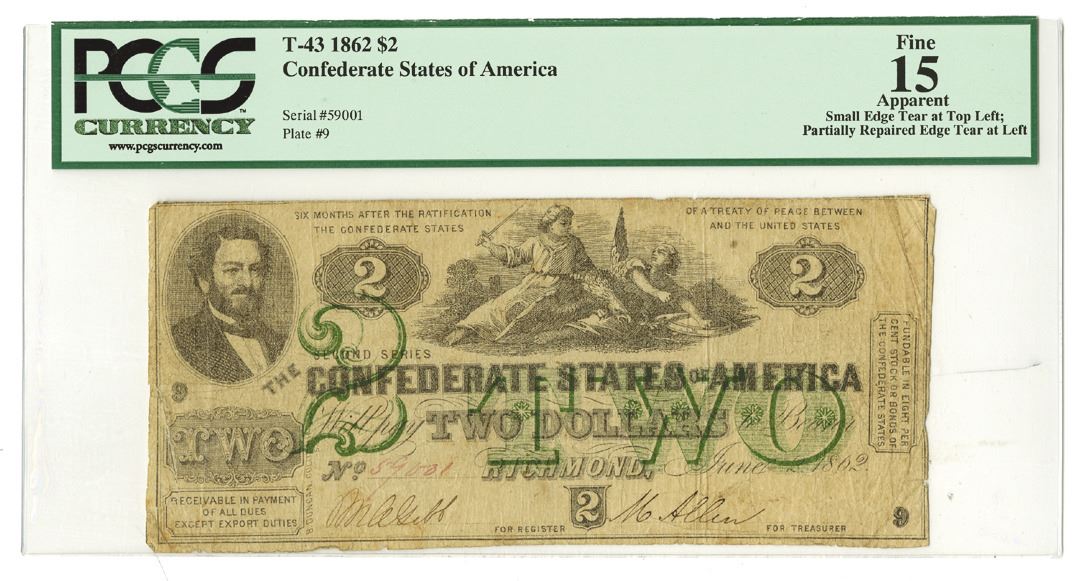 PCGS
CURRENCY
www.pcgscurrency.com
T-43 1862 $2
Confederate States of America
Serial #59001
Plate #9
Fine
15
Apparent
Small Edge Tear at Top Left;
Partially Repaired Edge Tear at Left
SIX MONTHS AFTER THE RATIFICATION
THE CONFEDERATE STATES
OF A TREATY OF PEACE BETWEEN
AND THE UNITED STATES
2
2
2
SECOND SERIES
9
THE CONFEDERATE STATES OF AMERICA
TWO
Will pay TWO DOLLARS to Bearer
TWO
No 59001 RICHMOND, June 1862
RECEIVABLE IN PAYMENT
OF ALL DUES
EXCEPT EXPORT DUTIES
B. DUNCAN
FOR REGISTER
2
M Allen
FOR TREASURER
9
FUNDABLE IN EIGHT PER
CENT STOCK OR BONDS OF
THE CONFEDERATE STATES